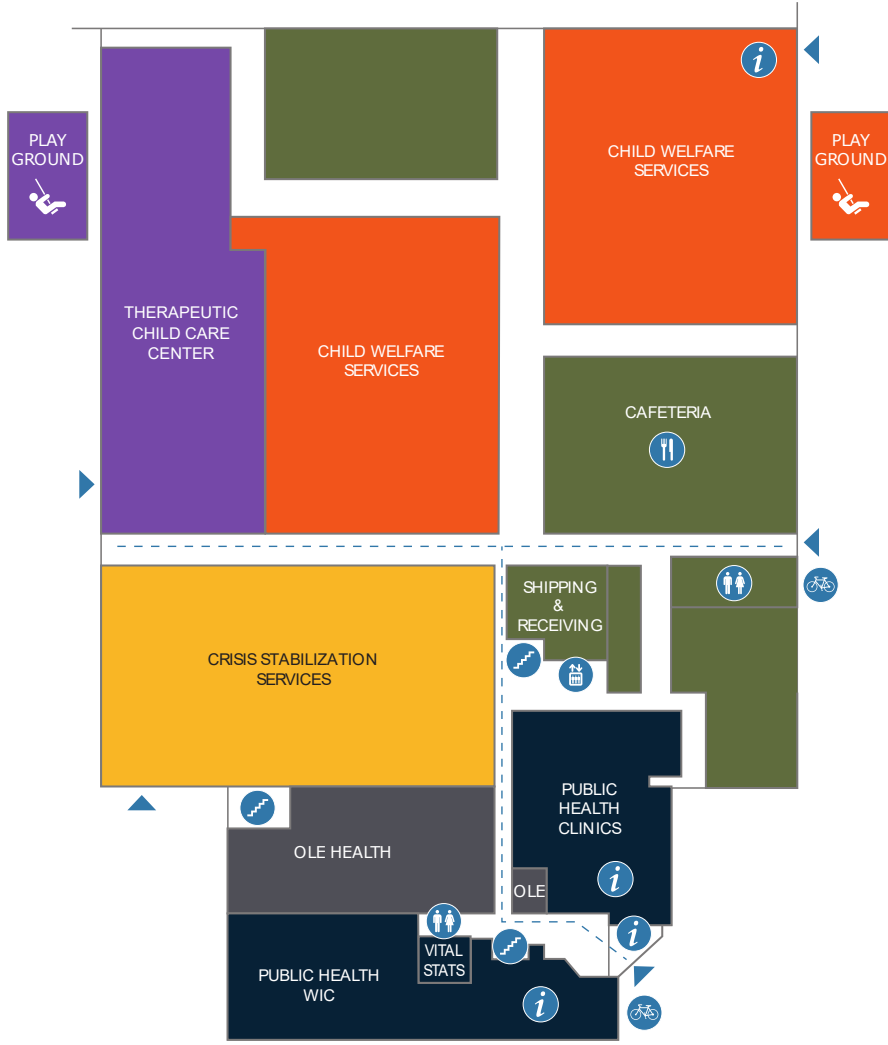 i
PLAY
GROUND
PLAY
GROUND
CHILD WELFARE
SERVICES
THERAPEUTIC
CHILD CARE
CENTER
CHILD WELFARE
SERVICES
CAFETERIA
SHIPPING
&
RECEIVING
CRISIS STABILIZATION
SERVICES
PUBLIC
HEALTH
CLINICS
OLE HEALTH
i
OLE
i
VITAL
STATS
PUBLIC HEALTH
WIC
i